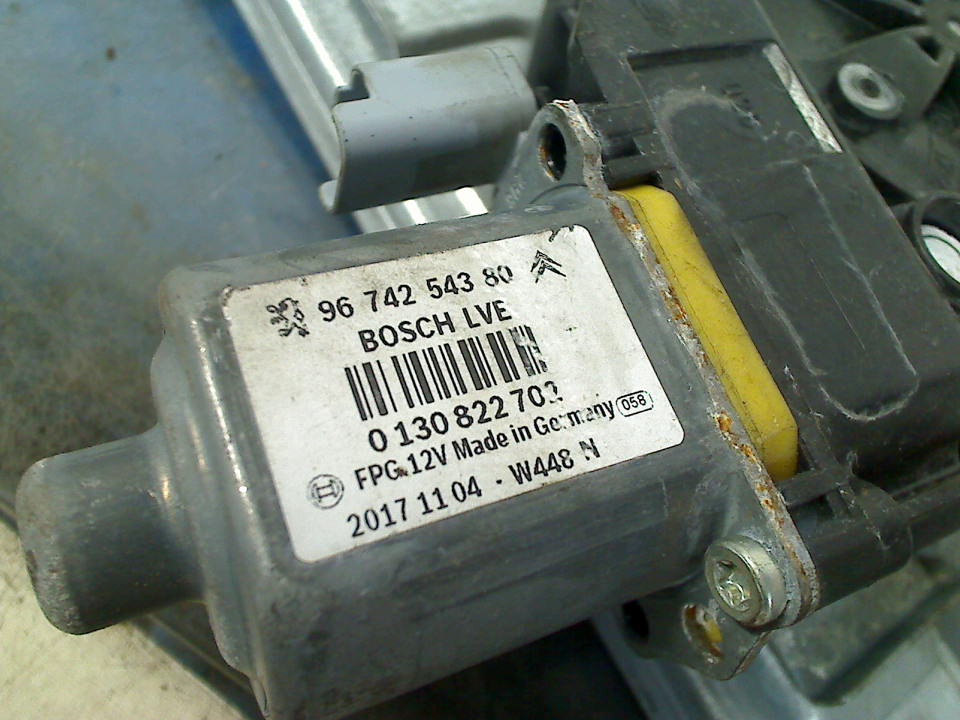 96 742 543 80
BOSCH LVE
0 130 822 702
FPG.12V Made in Germany 058
2017 11 04 - W448 N